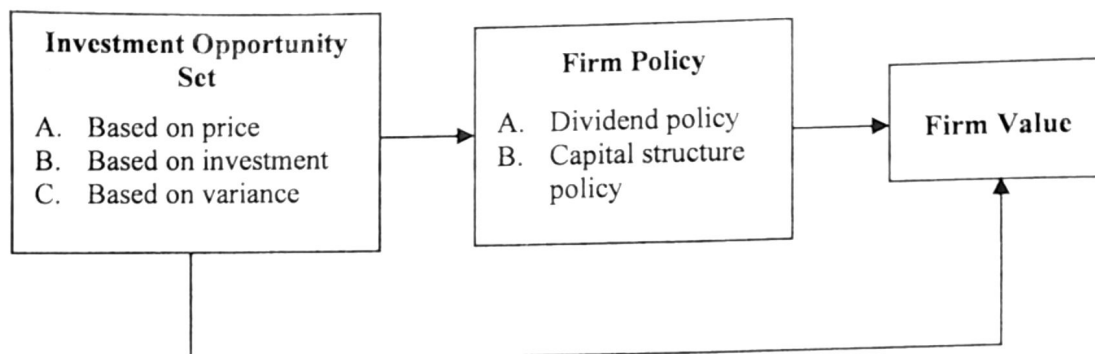 Investment Opportunity
Set
A. Based on price
B. Based on investment
C. Based on variance
Firm Policy
A. Dividend policy
B. Capital structure
policy
Firm Value